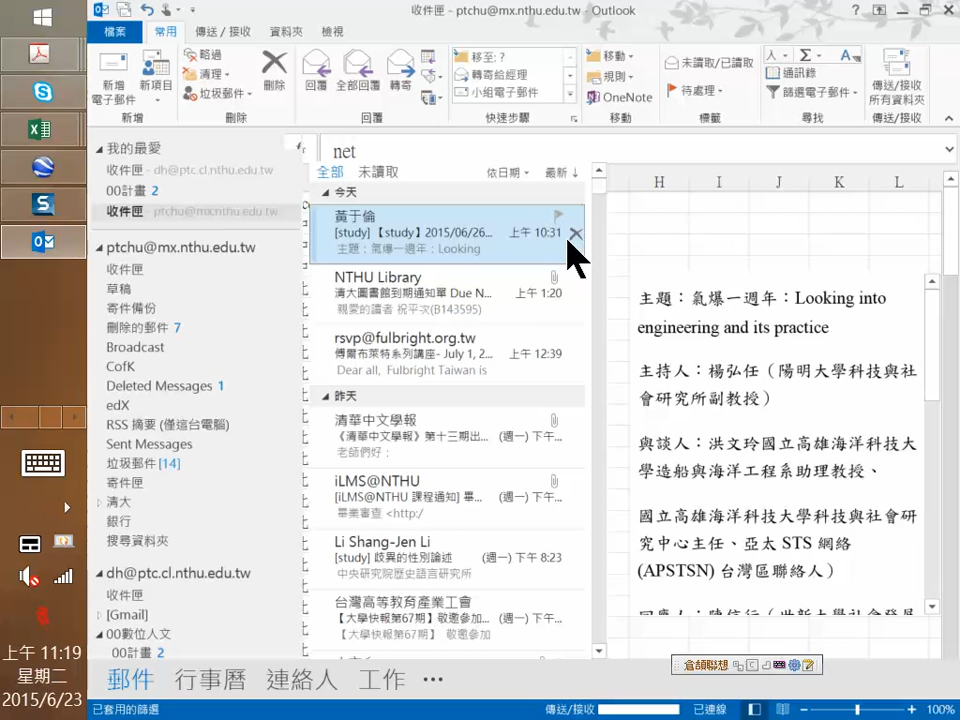 收件匣 - ptchu@mx.nthu.edu.tw - Outlook
檔案 常用 傳送 / 接收 資料夾 檢視
新增
電子郵件
新項目
新增
略過
清理
垃圾郵件
刪除
刪除
回覆
全部回覆
轉寄
回覆
移至: ?
轉寄給經理
小組電子郵件
快速步驟
移動
規則
OneNote
移動
未讀取/已讀取
待處理
標籤
通訊錄
篩選電子郵件
尋找
傳送/接收
所有資料夾
傳送/接收
我的最愛
收件匣 - dh@ptc.cl.nthu.edu.tw
00計畫 2
收件匣 - ptchu@mx.nthu.edu.tw
ptchu@mx.nthu.edu.tw
收件匣
草稿
寄件備份
刪除的郵件 7
Broadcast
CofK
Deleted Messages 1
edX
RSS 摘要 (僅這台電腦)
Sent Messages
垃圾郵件 [14]
寄件匣
清大
銀行
搜尋資料夾
dh@ptc.cl.nthu.edu.tw
收件匣
[Gmail]
00數位人文
00計畫 2
net
全部 未讀取 依日期 最新 ↓
今天
黃于倫
[study] 【study】2015/06/26... 上午 10:31
主題：氣爆一週年：Looking
NTHU Library
清大圖書館到期通知單 Due N... 上午 1:20
親愛的讀者 祝平次(B143595)
rsvp@fulbright.org.tw
傅爾布萊特系列講座- July 1, 2... 上午 12:39
Dear all, Fulbright Taiwan is
昨天
清華中文學報
《清華中文學報》第十三期出... (週一) 下午...
老師們好：
iLMS@NTHU
[iLMS@NTHU 課程通知] 畢... (週一) 下午...
畢業審查 <http:/
Li Shang-Jen Li
[study] 歧異的性別論述 (週一) 下午 8:23
中央研究院歷史語言研究所
台灣高等教育產業工會
【大學快報第67期】敬邀參加... (週一) 下午...
【大學快報第67期】 敬邀參加
H I J K L
主題：氣爆一週年：Looking into
engineering and its practice
主持人：楊弘任（陽明大學科技與社
會研究所副教授）
與談人：洪文玲國立高雄海洋科技大
學造船與海洋工程系助理教授、
國立高雄海洋科技大學科技與社會研
究中心主任、亞太 STS 網絡
(APSTSN) 台灣區聯絡人）
倉頡聯想
郵件 行事曆 連絡人 工作 •••
已套用的篩選 傳送/接收 已連線 100%
上午 11:19
星期二
2015/6/23